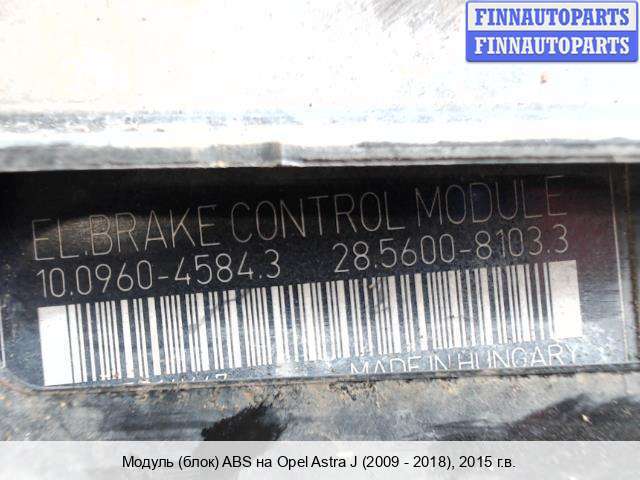 FINNAUTOPARTS
FINNAUTOPARTS
EL.BRAKE CONTROL MODULE
10.0960-4584.3 28.5600-8103.3
MADE IN HUNGARY
Модуль (блок) ABS на Opel Astra J (2009 - 2018), 2015 г.в.